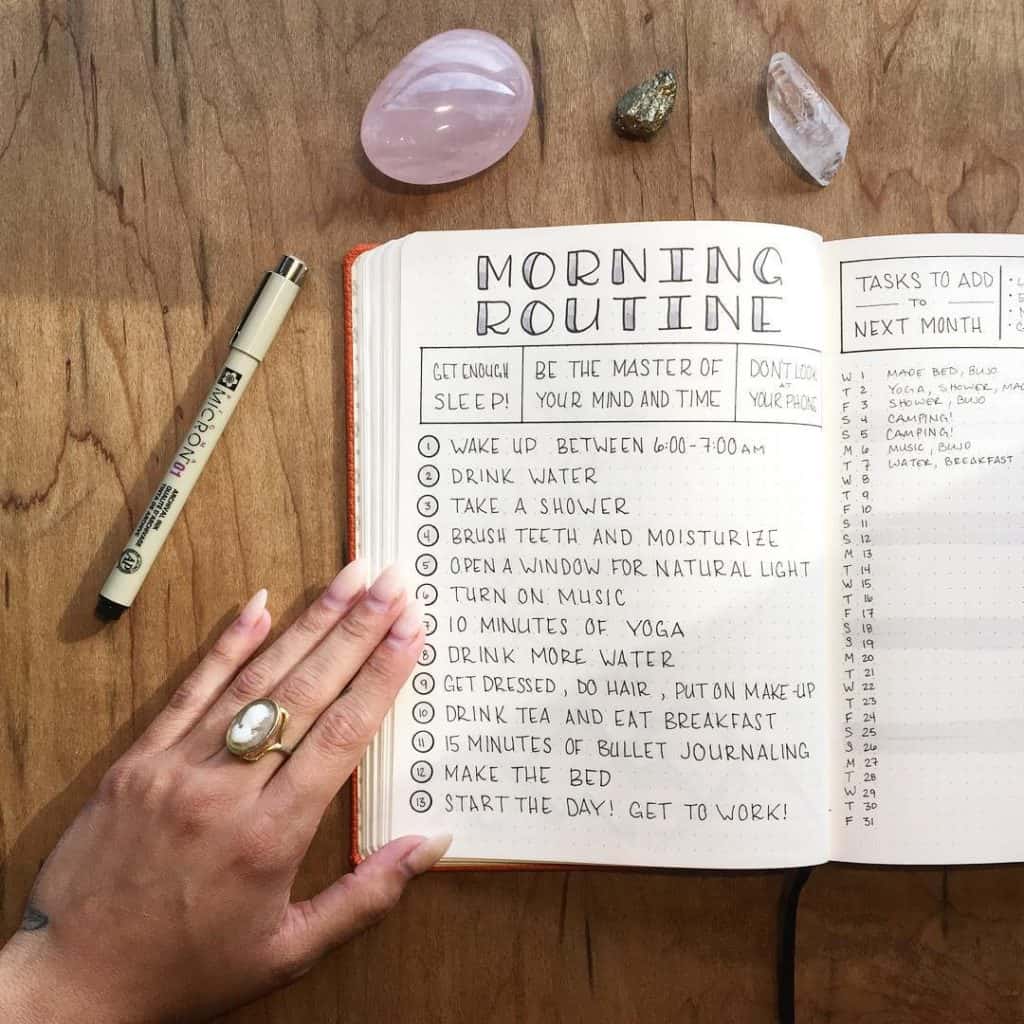 MICRON 01
ARCHIVAL INK
AP
MORNING
ROUTINE
GET ENOUGH
SLEEP!
BE THE MASTER OF
YOUR MIND AND TIME
DON'T LOOK
AT
YOUR PHONE
1 WAKE UP BETWEEN 6:00-7:00AM
2 DRINK WATER
3 TAKE A SHOWER
4 BRUSH TEETH AND MOISTURIZE
5 OPEN A WINDOW FOR NATURAL LIGHT
6 TURN ON MUSIC
7 10 MINUTES OF YOGA
8 DRINK MORE WATER
9 GET DRESSED, DO HAIR, PUT ON MAKE-UP
10 DRINK TEA AND EAT BREAKFAST
11 15 MINUTES OF BULLET JOURNALING
12 MAKE THE BED
13 START THE DAY! GET TO WORK!
TASKS TO ADD
TO
NEXT MONTH
W 1 MADE BED, BUJO
T 2 YOGA, SHOWER,
F 3 SHOWER, BUJO
S 4 CAMPING!
S 5 CAMPING!
M 6 MUSIC, BUJO
T 7 WATER, BREAKFAST
W 8
T 9
F 10
S 11
S 12
M 13
T 14
W 15
T 16
F 17
S 18
S 19
M 20
T 21
W 22
T 23
F 24
S 25
S 26
M 27
T 28
W 29
T 30
F 31